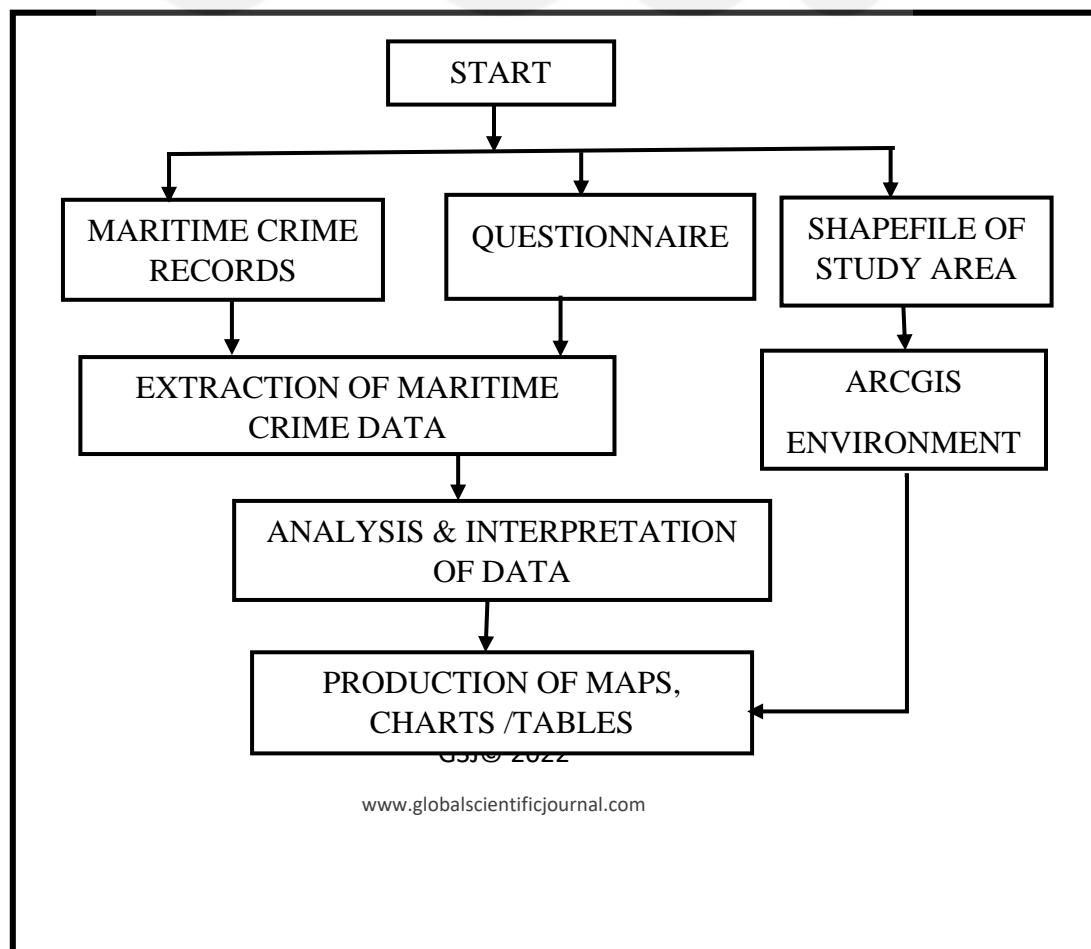 START
MARITIME CRIME
RECORDS
QUESTIONNAIRE
SHAPEFILE OF
STUDY AREA
EXTRACTION OF MARITIME
CRIME DATA
ARCGIS
ENVIRONMENT
ANALYSIS & INTERPRETATION
OF DATA
PRODUCTION OF MAPS,
CHARTS /TABLES
GSJ© 2022
www.globalscientificjournal.com